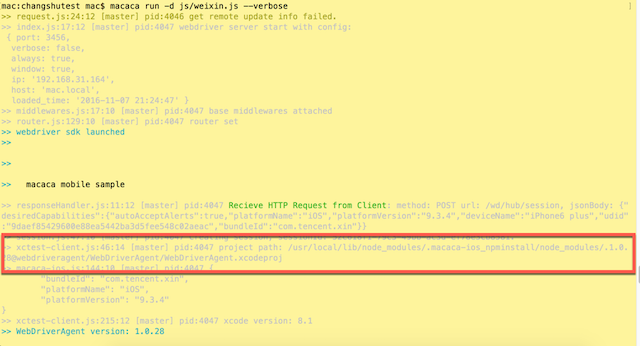 mac:changshutest mac$ macaca run -d js/weixin.js --verbose
>> request.js:24:12 [master] pid:4046 get remote update info failed.
>> index.js:17:12 [master] pid:4047 webdriver server start with config:
{ port: 3456,
verbose: false,
always: true,
window: true,
ip: '192.168.31.164',
host: 'mac.local',
loaded_time: '2016-11-07 21:24:47' }
>> middlewares.js:17:10 [master] pid:4047 base middlewares attached
>> router.js:129:10 [master] pid:4047 router set
>> webdriver sdk launched
>>
>>
>> macaca mobile sample
>> responseHandler.js:11:12 [master] pid:4047 Recieve HTTP Request from Client: method: POST url: /wd/hub/session, jsonBody: {"
desiredCapabilities":{"autoAcceptAlerts":true,"platformName":"iOS","platformVersion":"9.3.4","deviceName":"iPhone6 plus","udid"
:"9daef85429600e88ea5442ba3d5fee548c02aeac","bundleId":"com.tencent.xin"}}
>> xctest-client.js:46:14 [master] pid:4047 project path: /usr/local/lib/node_modules/.macaca-ios_npminstall/node_modules/.1.0.
28@webdriveragent/WebDriverAgent/WebDriverAgent.xcodeproj
>> macaca-ios.js:144:10 [master] pid:4047 {
"bundleId": "com.tencent.xin",
"platformName": "iOS",
"platformVersion": "9.3.4"
}
>> xctest-client.js:215:12 [master] pid:4047 xcode version: 8.1
>> WebDriverAgent version: 1.0.28